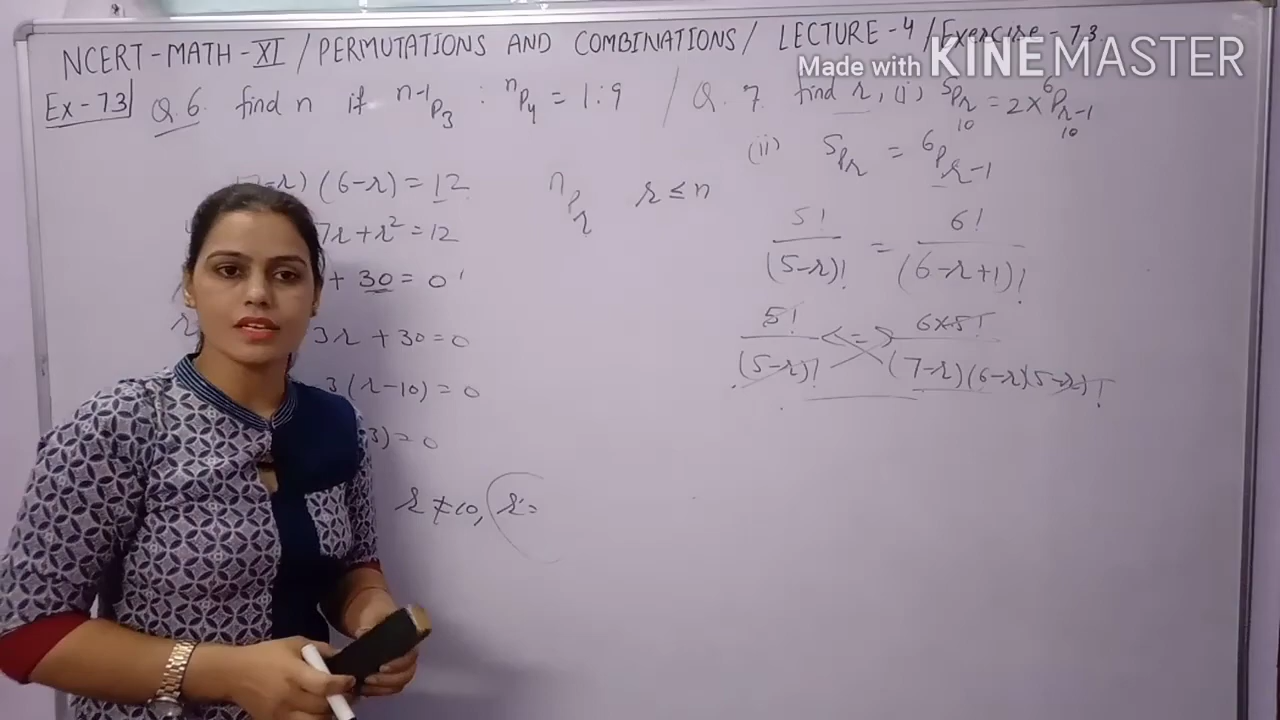 NCERT-MATH-XI / PERMUTATIONS AND COMBINATIONS / LECTURE-4 / Exercise-7.3
Made with KINEMASTER
Ex-7.3 Q.6 find n if ⁿ⁻¹P₃ : ⁿP₄ = 1:9 / Q.7. find r, (i) ⁵Pᵣ = 2×⁶Pᵣ₋₁
10 10
(ii) ⁵Pᵣ = ⁶Pᵣ₋₁
-r) (6-r) = 12
ⁿPᵣ r ≤ n
7r + r² = 12
5! / (5-r)! = 6! / (6-r+1)!
+ 30 = 0
3r + 30 = 0
5! / (5-r)! = 6×5! / (7-r)(6-r)(5-r)!
3(r-10) = 0
3) = 0
r ≠ 10, r =